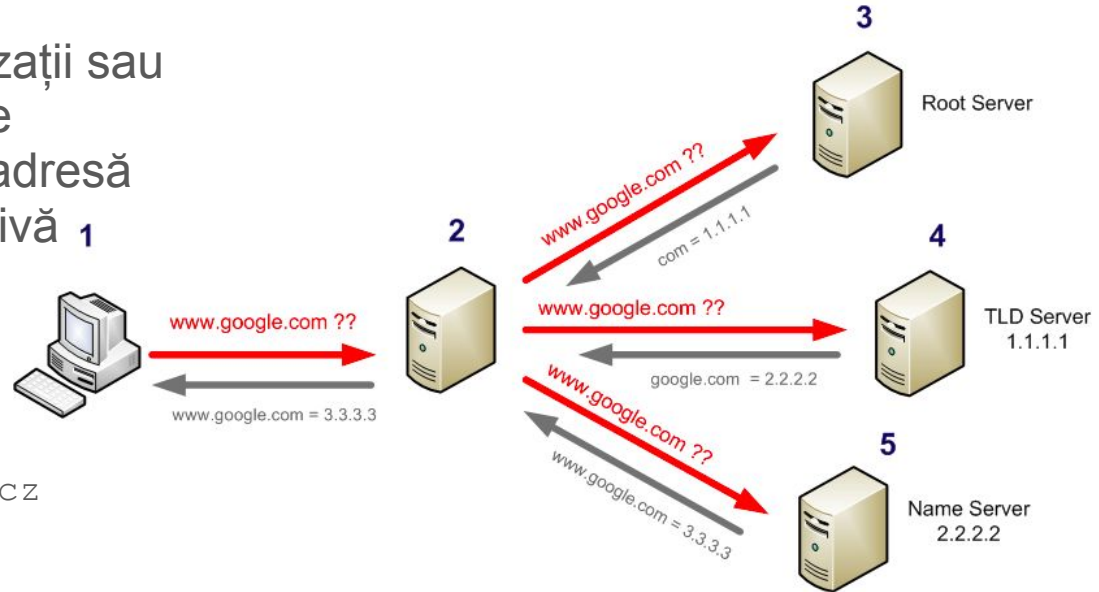 zații sau
e
adresă
ivă
cz
1
www.google.com ??
www.google.com = 3.3.3.3
2
www.google.com ??
com = 1.1.1.1
3
Root Server
www.google.com ??
google.com = 2.2.2.2
4
TLD Server
1.1.1.1
www.google.com ??
www.google.com = 3.3.3.3
5
Name Server
2.2.2.2